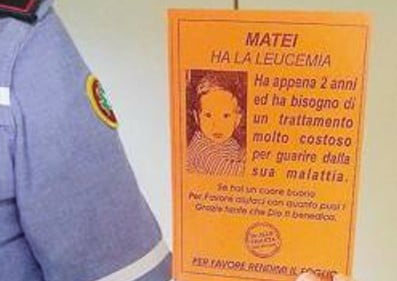 MATEI
HA LA LEUCEMIA
Ha appena 2 anni
ed ha bisogno di
un trattamento
molto costoso
per guarire dalla
sua malattia.
Se hai un cuore buono
Per Favore aiutaci con quanto puoi !
Grazie tante che Dio ti benedica.
PER FAVORE RENDIMI IL FOGLIO